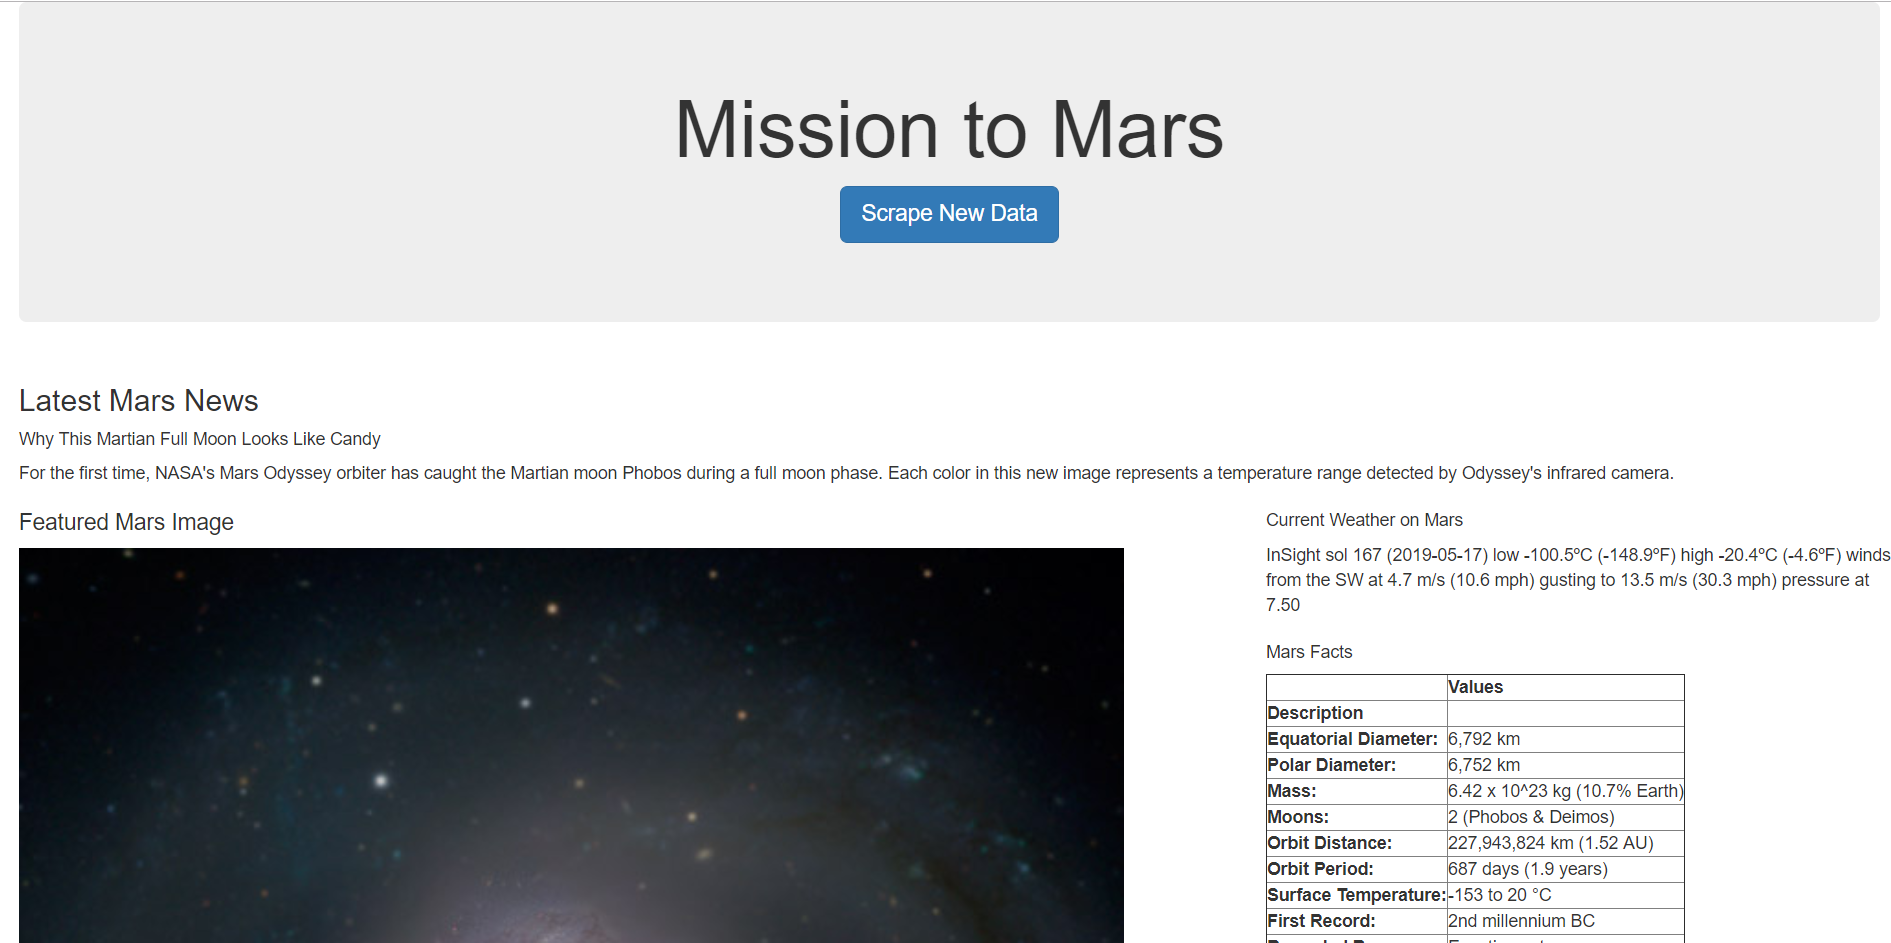 Mission to Mars
Scrape New Data
Latest Mars News
Why This Martian Full Moon Looks Like Candy
For the first time, NASA's Mars Odyssey orbiter has caught the Martian moon Phobos during a full moon phase. Each color in this new image represents a temperature range detected by Odyssey's infrared camera.
Featured Mars Image
Current Weather on Mars
InSight sol 167 (2019-05-17) low -100.5ºC (-148.9ºF) high -20.4ºC (-4.6ºF) winds
from the SW at 4.7 m/s (10.6 mph) gusting to 13.5 m/s (30.3 mph) pressure at
7.50
Mars Facts
Values
Description
Equatorial Diameter: 6,792 km
Polar Diameter: 6,752 km
Mass: 6.42 x 10^23 kg (10.7% Earth)
Moons: 2 (Phobos & Deimos)
Orbit Distance: 227,943,824 km (1.52 AU)
Orbit Period: 687 days (1.9 years)
Surface Temperature: -153 to 20 °C
First Record: 2nd millennium BC